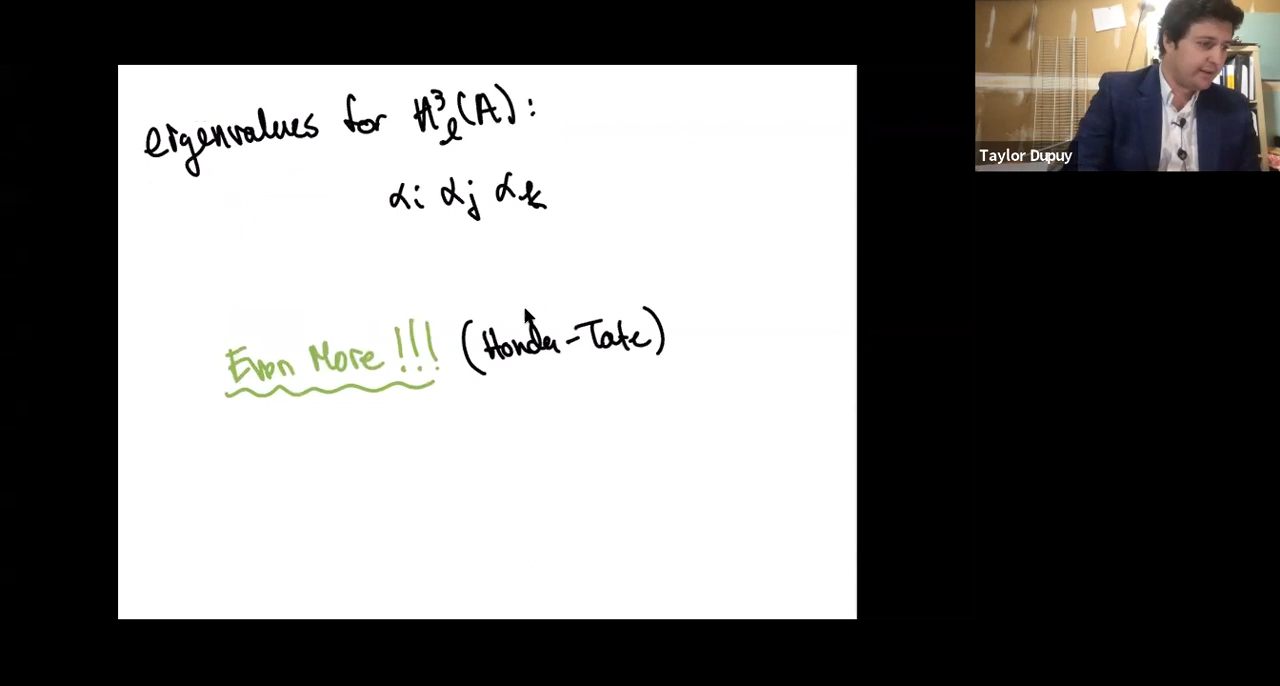 eigenvalues for H³ₗ(A):
αi αj αk
Even More!!! (Honda-Tate)
Taylor Dupuy